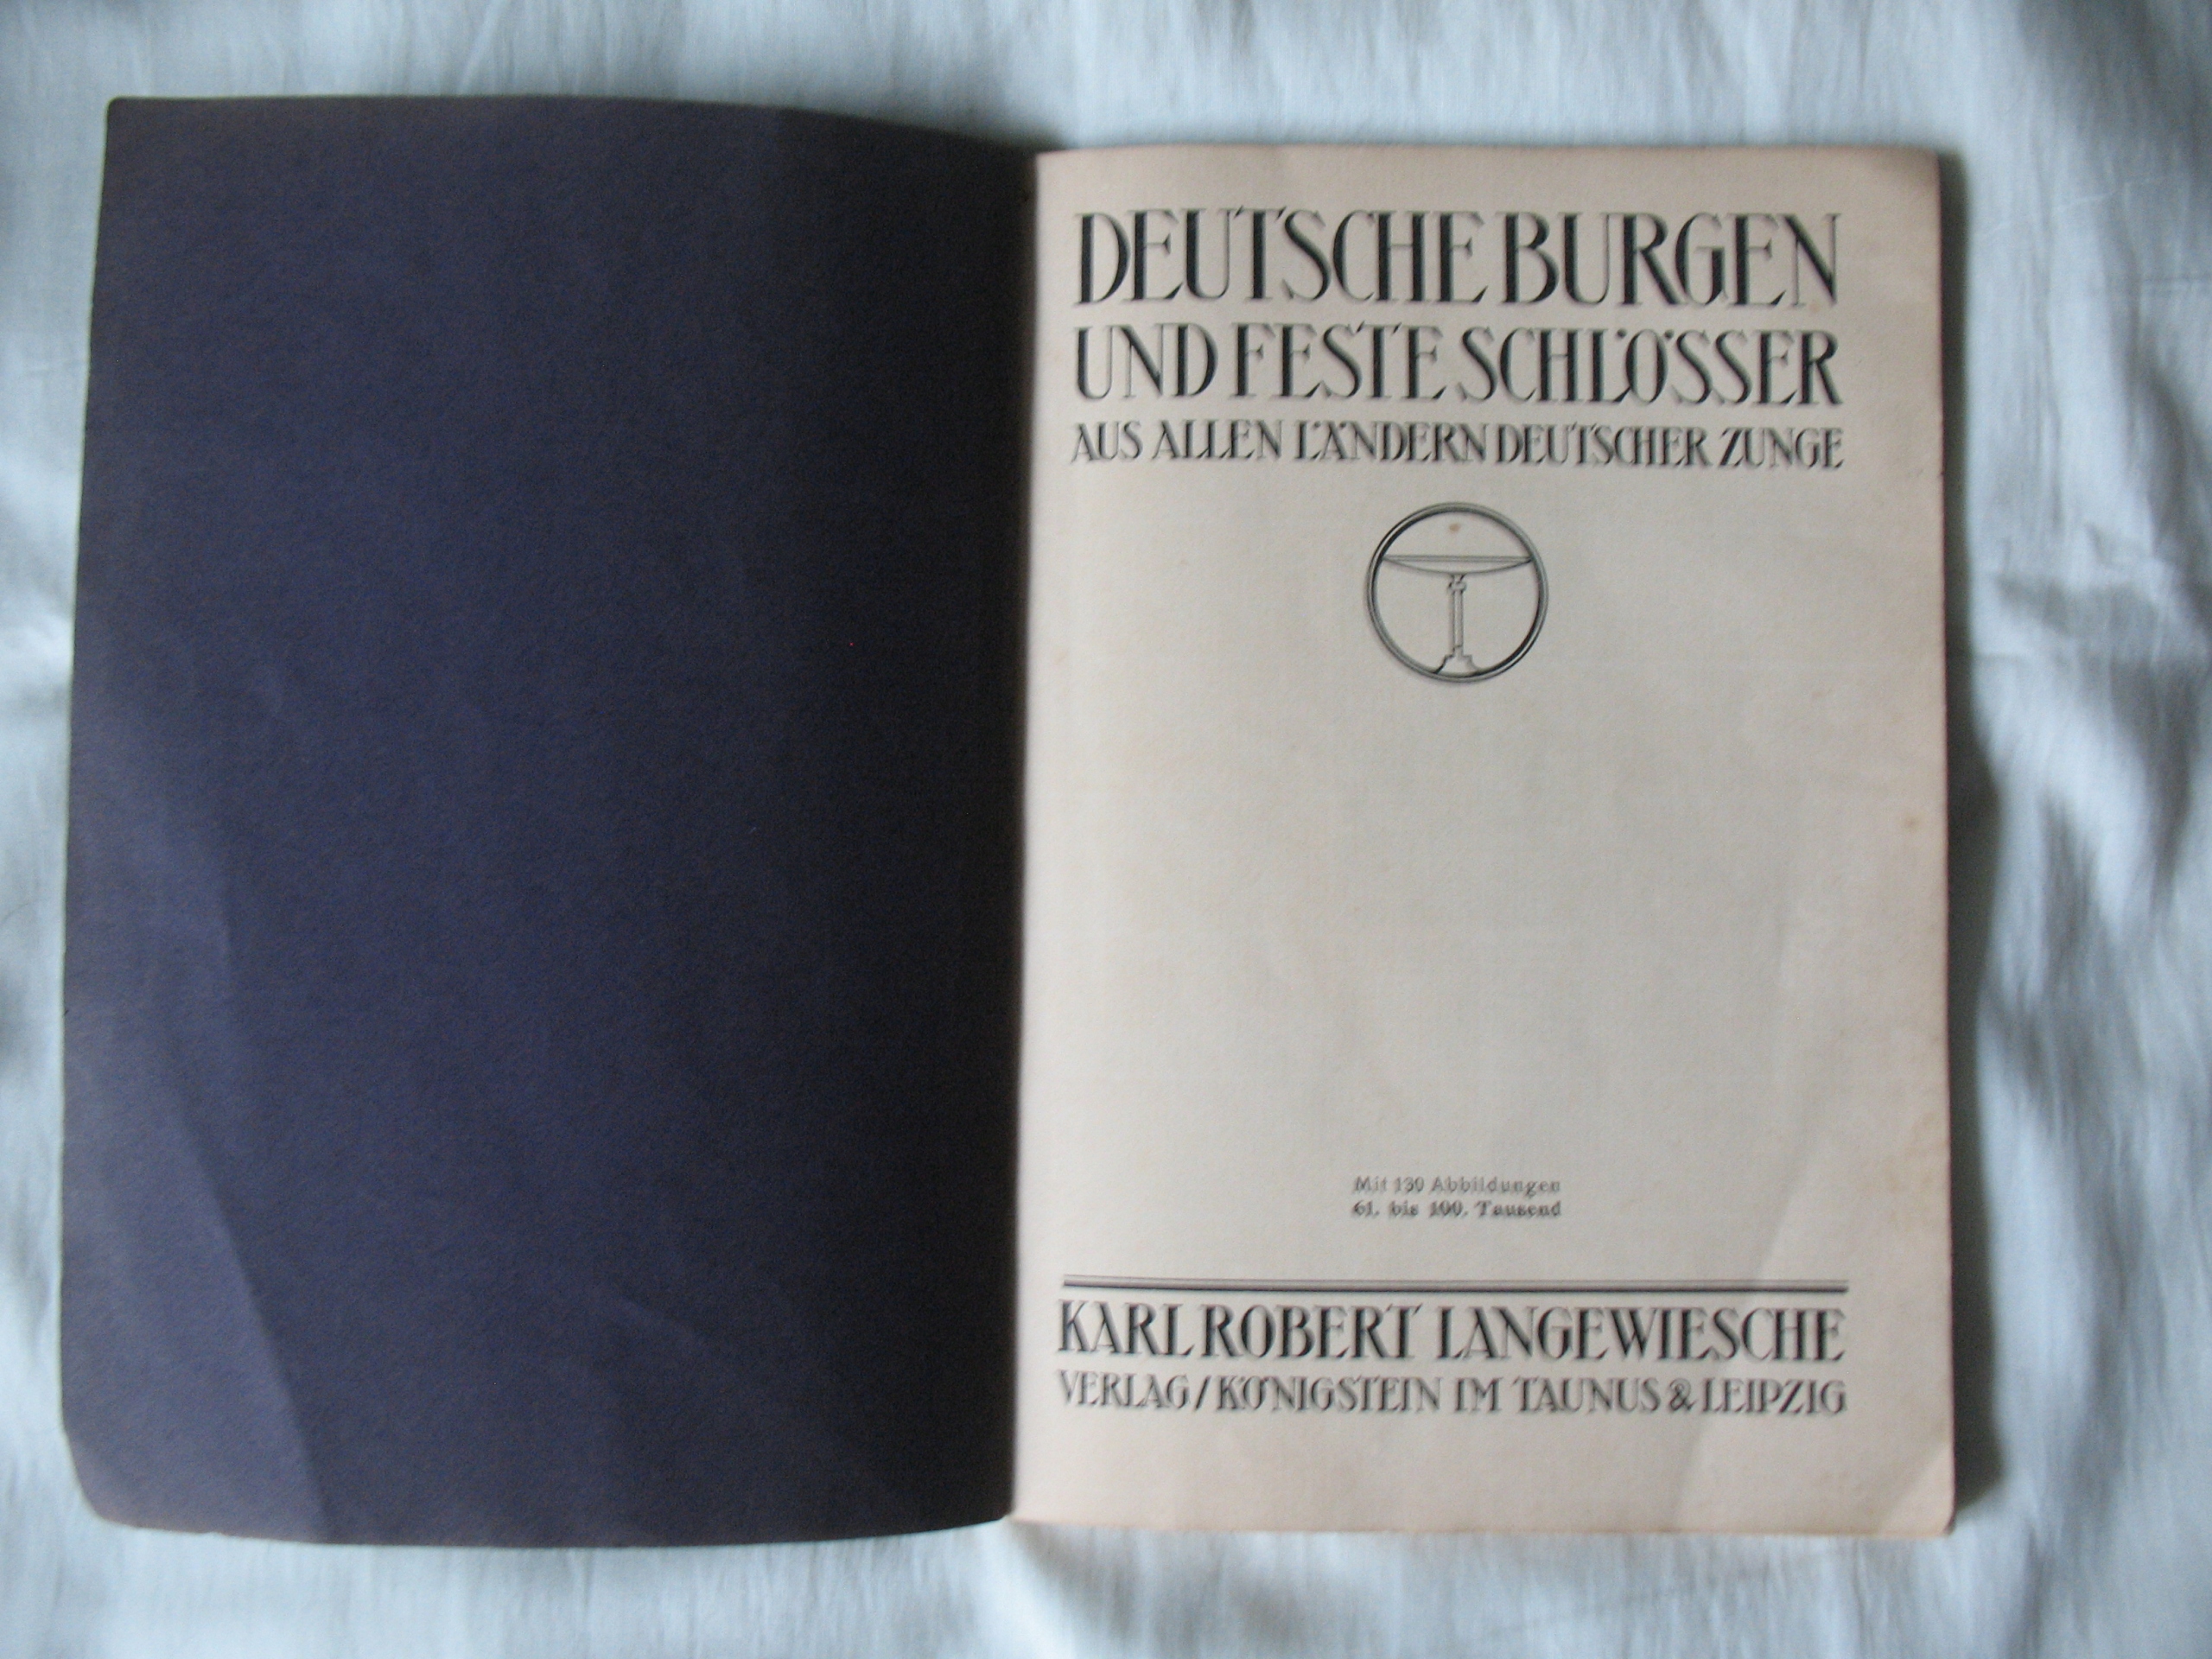 DEUTSCHE BURGEN
UND FESTE SCHLÖSSER
AUS ALLEN LÄNDERN DEUTSCHER ZUNGE
Mit 130 Abbildungen
61. bis 100. Tausend
KARL ROBERT LANGEWIESCHE
VERLAG / KÖNIGSTEIN IM TAUNUS & LEIPZIG